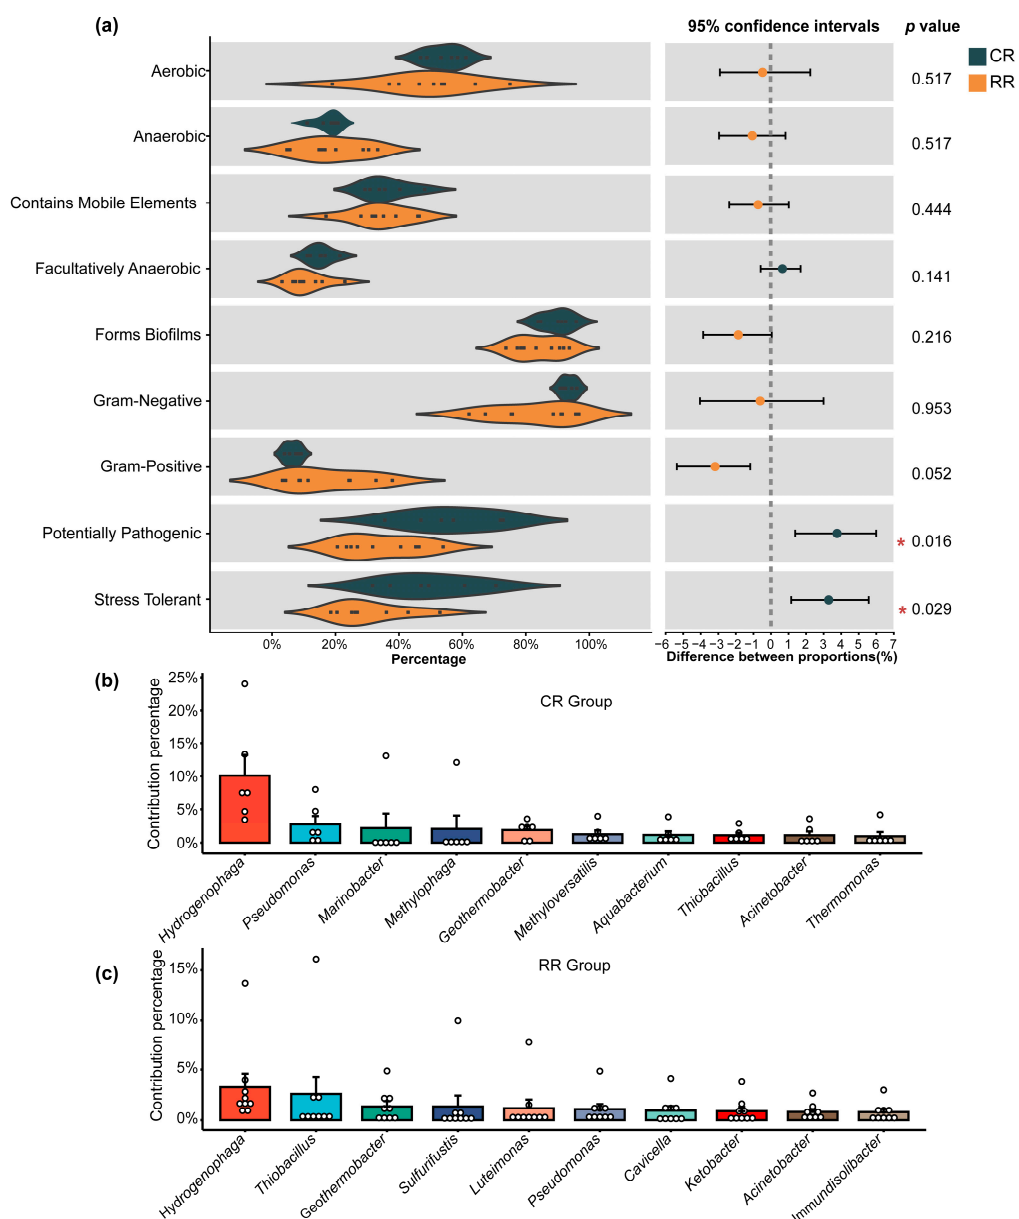 (a)
95% confidence intervals
p value
CR
RR
Aerobic
0.517
Anaerobic
0.517
Contains Mobile Elements
0.444
Facultatively Anaerobic
0.141
Forms Biofilms
0.216
Gram-Negative
0.953
Gram-Positive
0.052
Potentially Pathogenic
* 0.016
Stress Tolerant
* 0.029
0% 20% 40% 60% 80% 100%
Percentage
−6 −5 −4 −3 −2 −1 0 1 2 3 4 5 6 7
Difference between proportions(%)
(b)
CR Group
Contribution percentage
25%
20%
15%
10%
5%
0%
Hydrogenophaga
Pseudomonas
Marinobacter
Methylophaga
Geothermobacter
Methyloversatilis
Aquabacterium
Thiobacillus
Acinetobacter
Thermomonas
(c)
RR Group
Contribution percentage
15%
10%
5%
0%
Hydrogenophaga
Thiobacillus
Geothermobacter
Sulfurifustis
Luteimonas
Pseudomonas
Cavicella
Ketobacter
Acinetobacter
Immundisolibacter